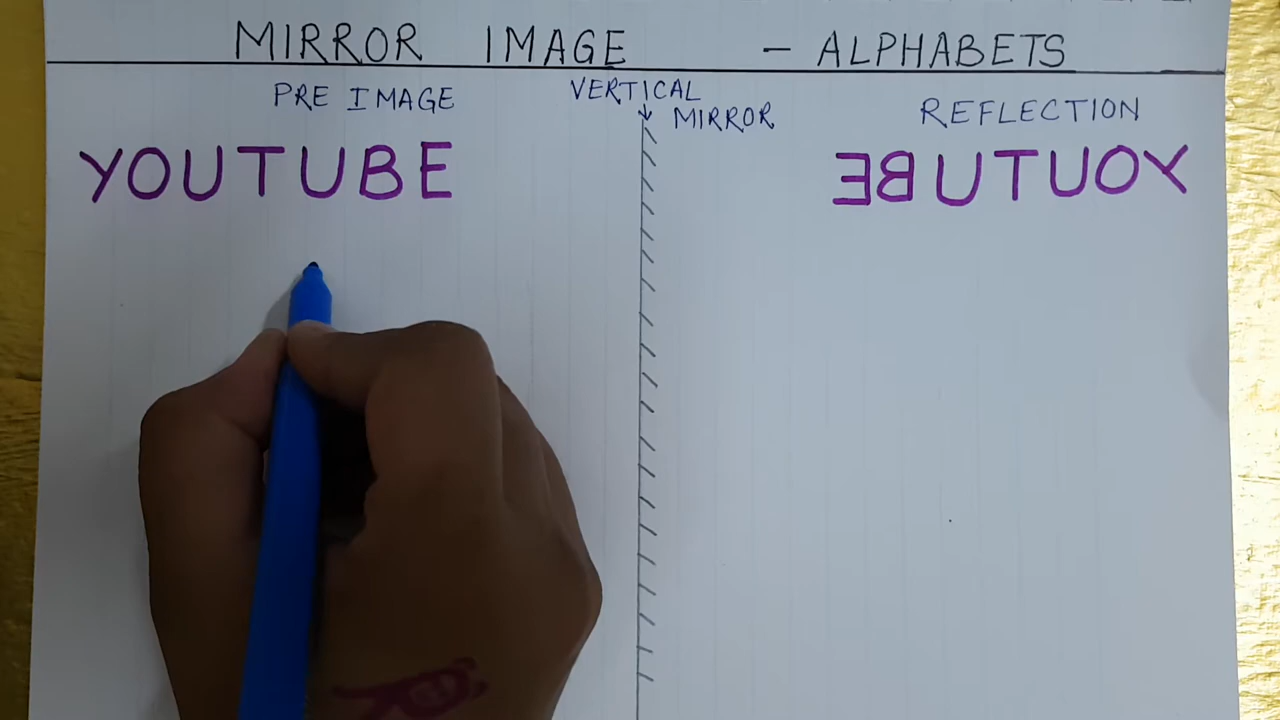 MIRROR IMAGE - ALPHABETS
PRE IMAGE
VERTICAL
MIRROR
REFLECTION
YOUTUBE
ƎBUTUOY